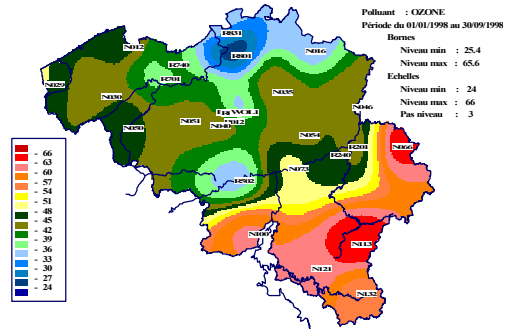 Polluant : OZONE
Période du 01/01/1998 au 30/09/1998
Bornes
Niveau min : 25.4
Niveau max : 65.6
Echelles
Niveau min : 24
Niveau max : 66
Pas niveau : 3
R831
R801
N012
N016
R740
N029
R701
N035
N030
N046
WOL1
R012
N051
N040
N050
N054
R201
N066
R240
N073
R502
N100
N113
N121
N132
- 66
- 63
- 60
- 57
- 54
- 51
- 48
- 45
- 42
- 39
- 36
- 33
- 30
- 27
- 24